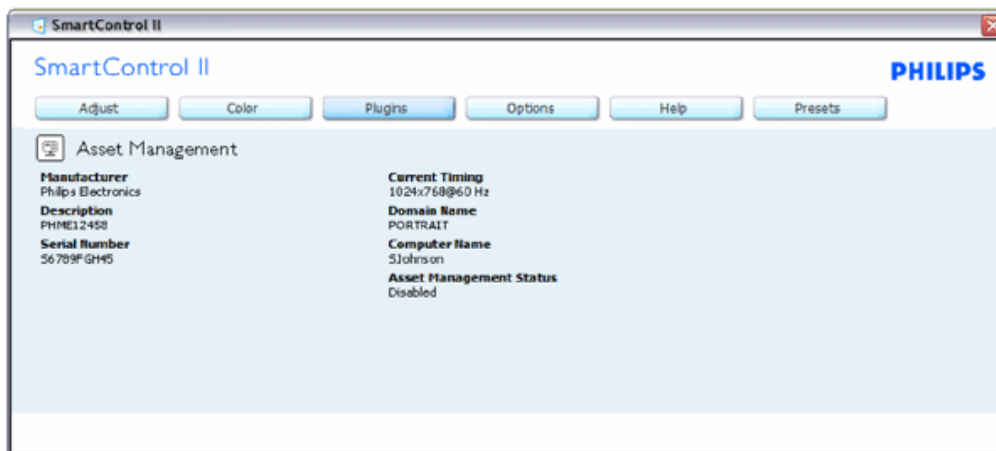 SmartControl II
SmartControl II
PHILIPS
Adjust
Color
Plugins
Options
Help
Presets
Asset Management
Manufacturer
Philips Electronics
Description
PHME12458
Serial Number
56789FGH45
Current Timing
1024x768@60 Hz
Domain Name
PORTRAIT
Computer Name
SJohnson
Asset Management Status
Disabled